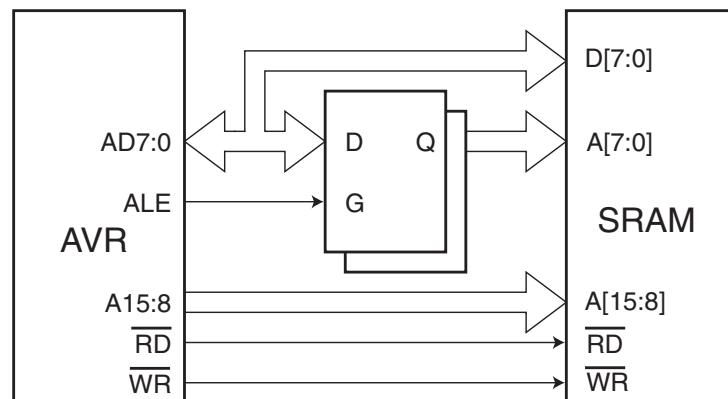 D[7:0]
AD7:0
D
Q
A[7:0]
ALE
G
AVR
SRAM
A15:8
A[15:8]
RD
RD
WR
WR